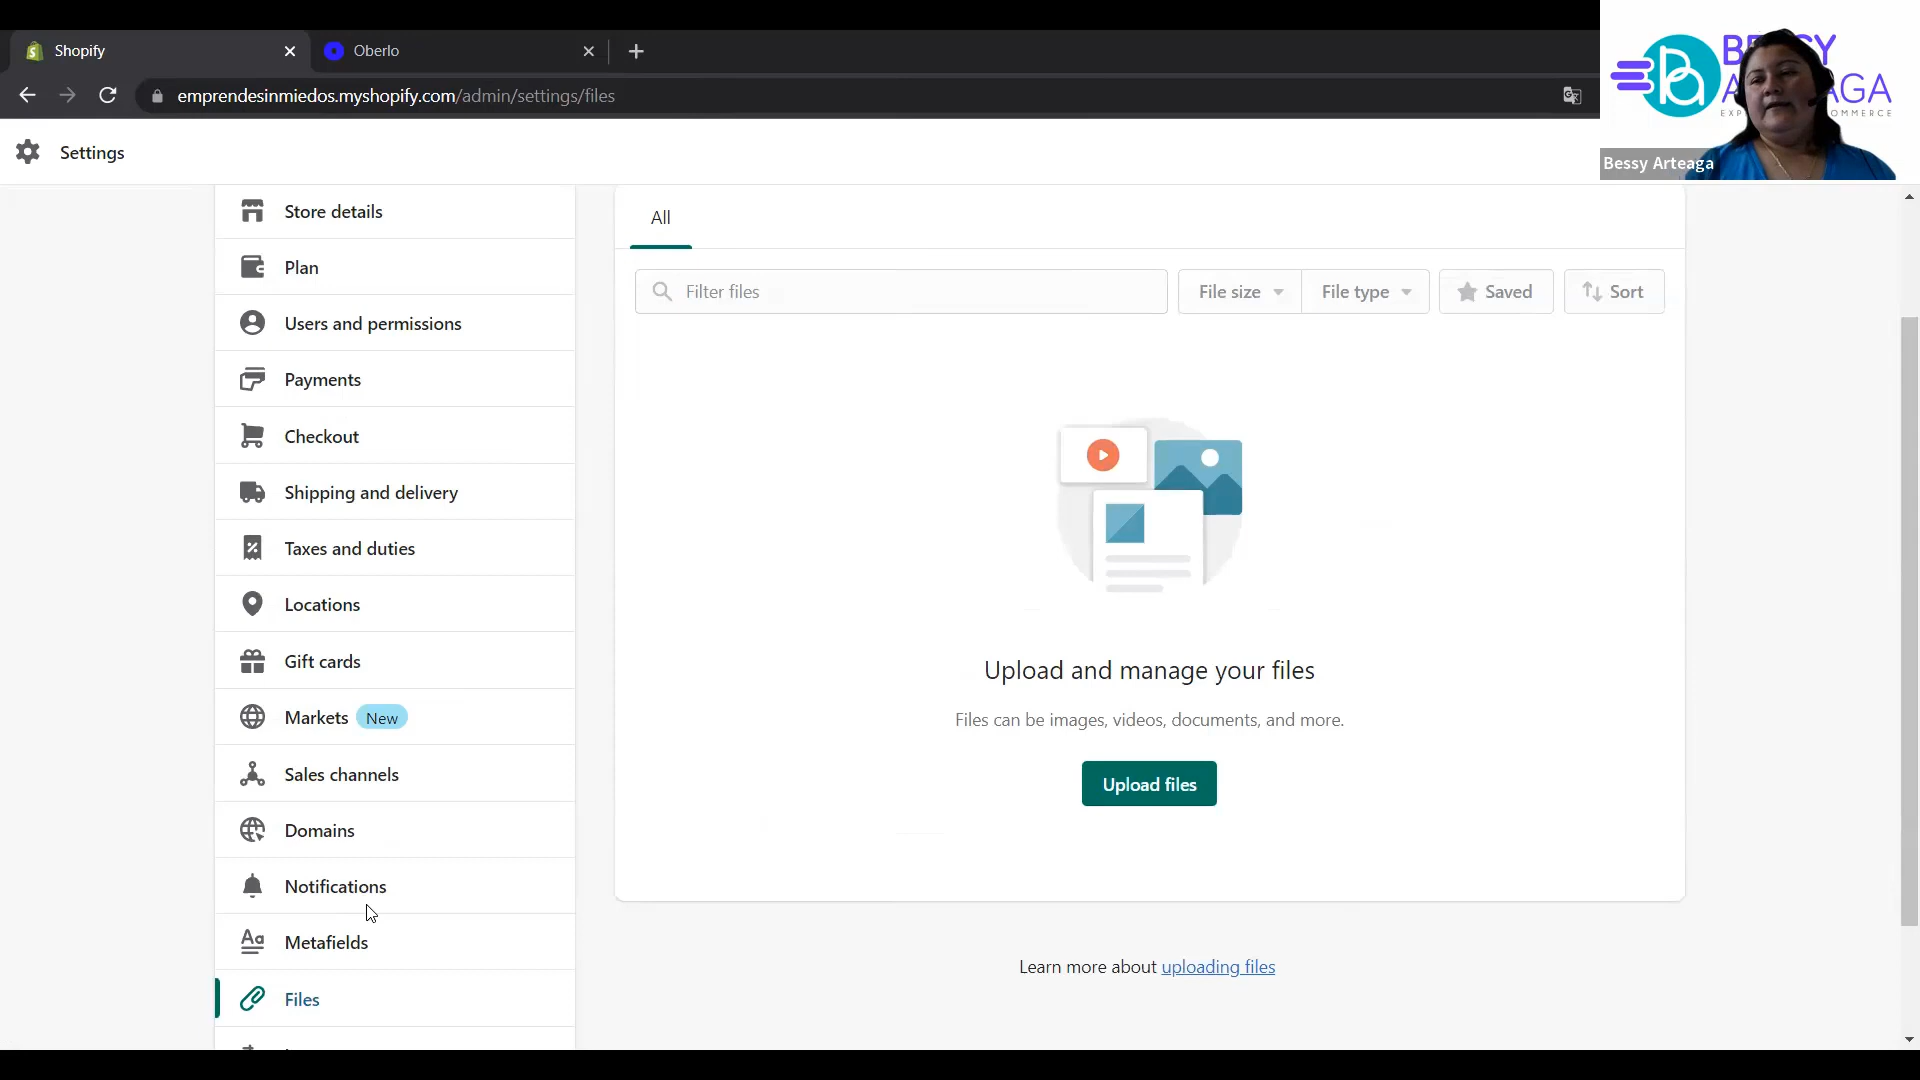 Shopify
Oberlo
emprendesinmiedos.myshopify.com/admin/settings/files
Settings
Bessy Arteaga
Store details
Plan
Users and permissions
Payments
Checkout
Shipping and delivery
Taxes and duties
Locations
Gift cards
Markets New
Sales channels
Domains
Notifications
Metafields
Files
All
Filter files
File size
File type
Saved
Sort
Upload and manage your files
Files can be images, videos, documents, and more.
Upload files
Learn more about uploading files